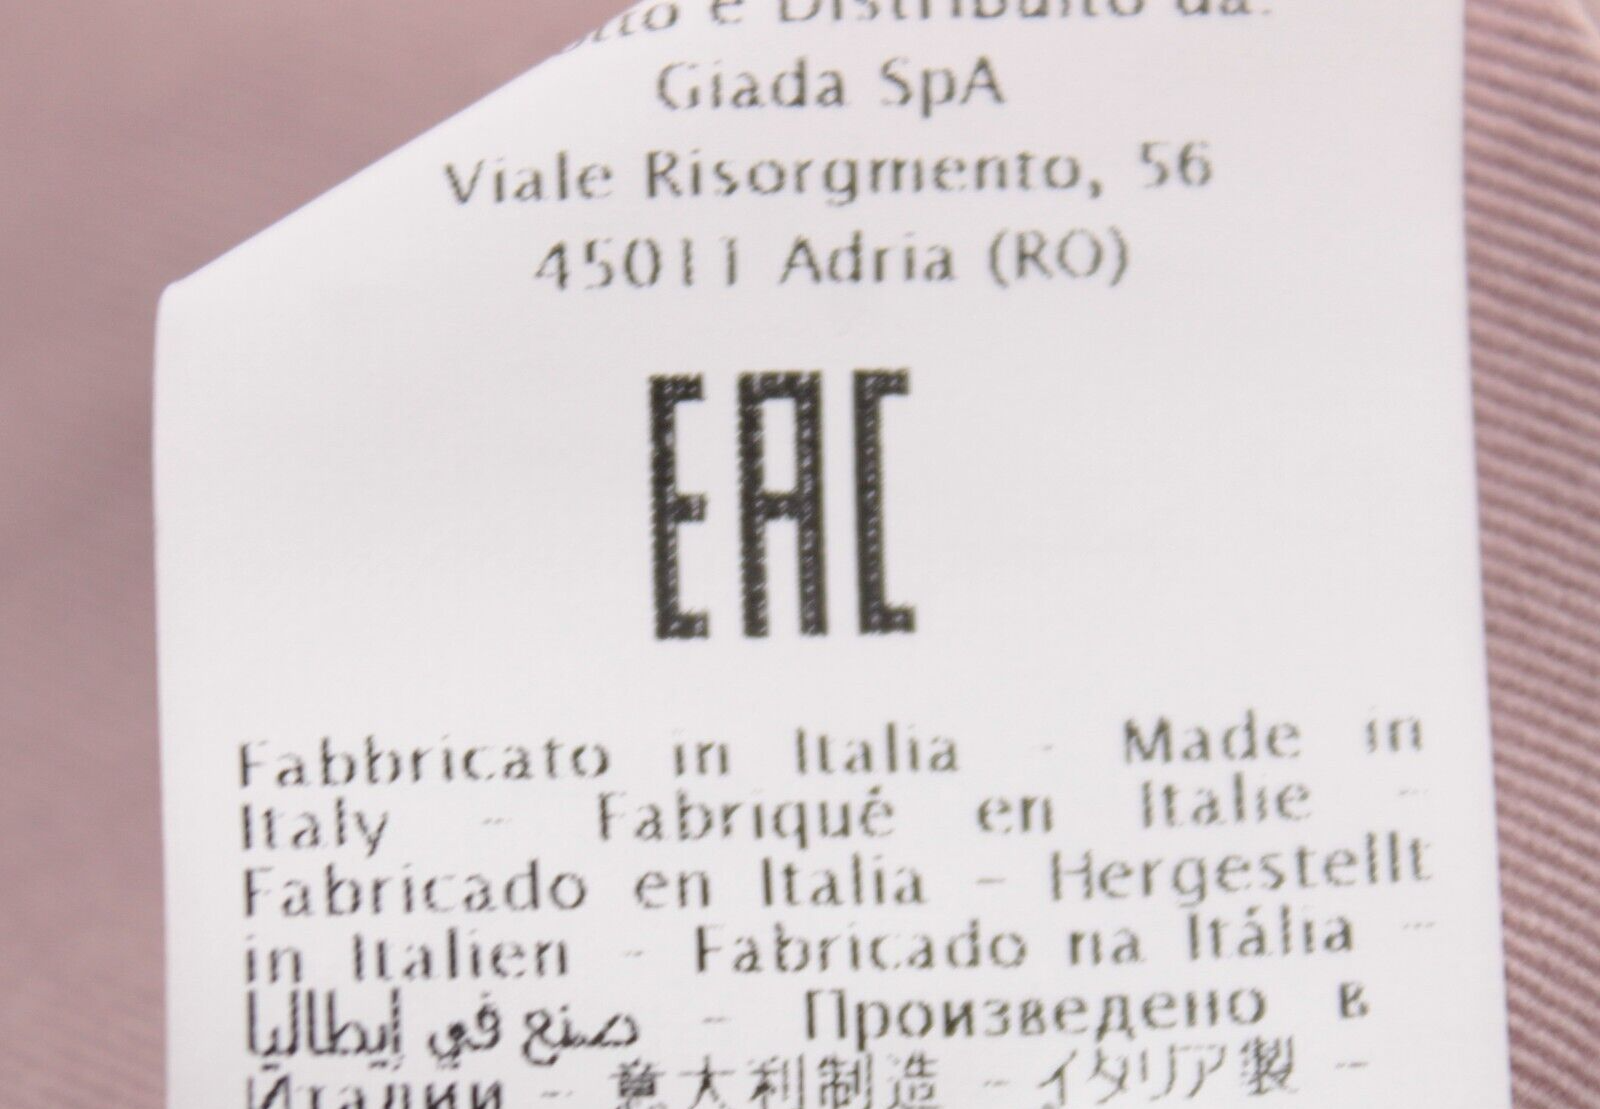 e Distribuito da:
Giada SpA
Viale Risorgmento, 56
45011 Adria (RO)
EAC
Fabbricato in Italia - Made in
Italy - Fabriqué en Italie -
Fabricado en Italia - Hergestellt
in Italien - Fabricado na Itália -
صنع في إيطاليا - Произведено в
Италии - 意大利制造 - イタリア製 -